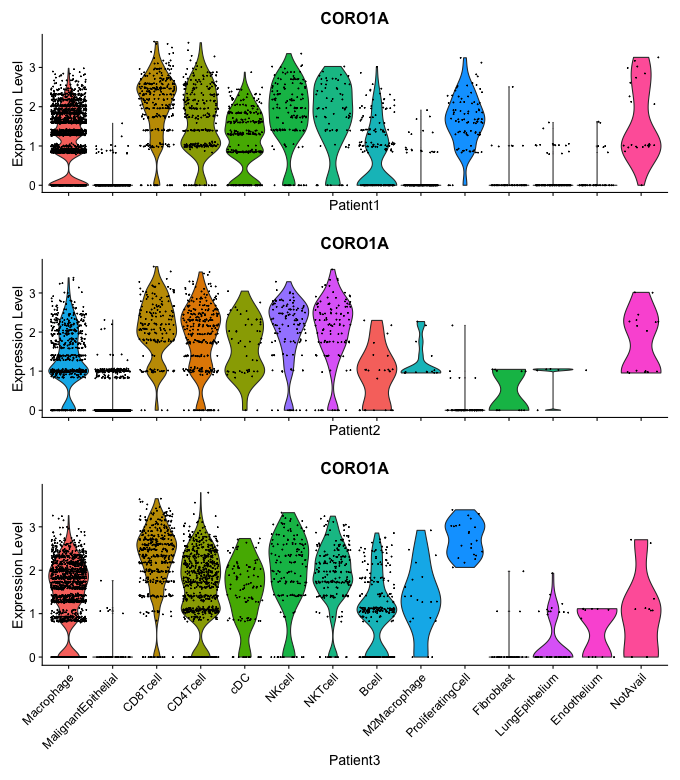 CORO1A
Expression Level
3
2
1
0
Patient1
CORO1A
Expression Level
3
2
1
0
Patient2
CORO1A
Expression Level
3
2
1
0
Macrophage
MalignantEpithelial
CD8Tcell
CD4Tcell
cDC
NKcell
NKTcell
Bcell
M2Macrophage
ProliferatingCell
Fibroblast
LungEpithelium
Endothelium
NotAvail
Patient3